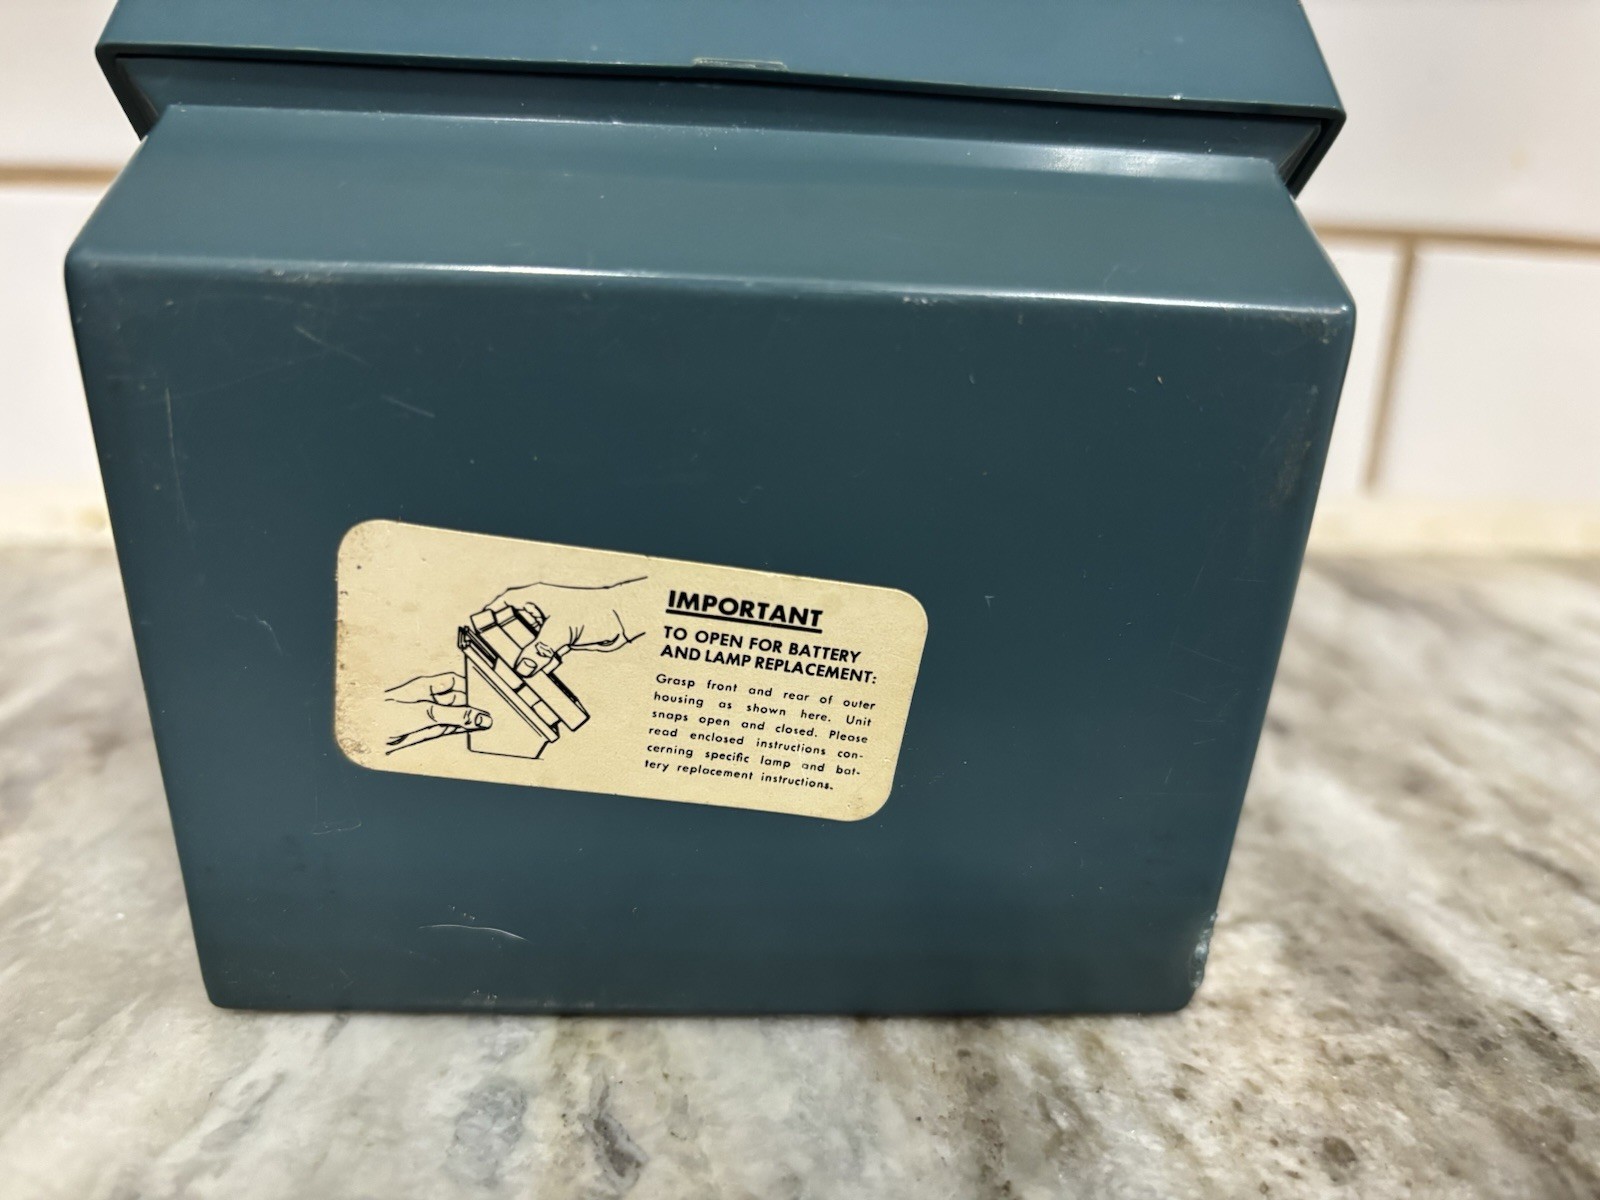 IMPORTANT
TO OPEN FOR BATTERY
AND LAMP REPLACEMENT:
Grasp front and rear of outer
housing as shown here. Unit
snaps open and closed. Please
read enclosed instructions con-
cerning specific lamp and bat-
tery replacement instructions.